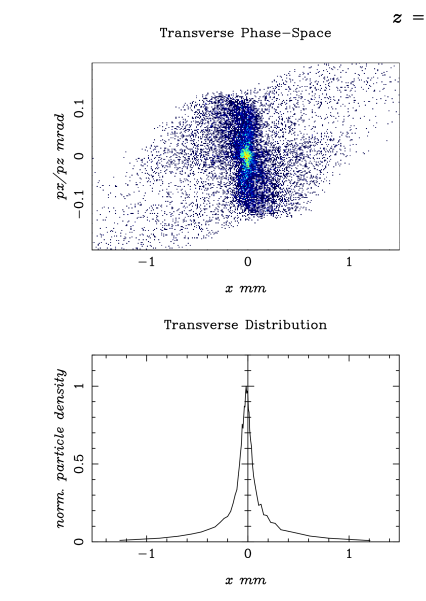 z =
Transverse Phase−Space
px/pz mrad
0.1
0
−0.1
−1
0
1
x mm
Transverse Distribution
norm. particle density
1
0.5
0
−1
0
1
x mm